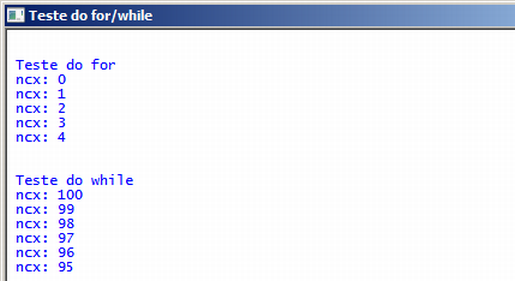 Teste do for/while
Teste do for
ncx: 0
ncx: 1
ncx: 2
ncx: 3
ncx: 4
Teste do while
ncx: 100
ncx: 99
ncx: 98
ncx: 97
ncx: 96
ncx: 95